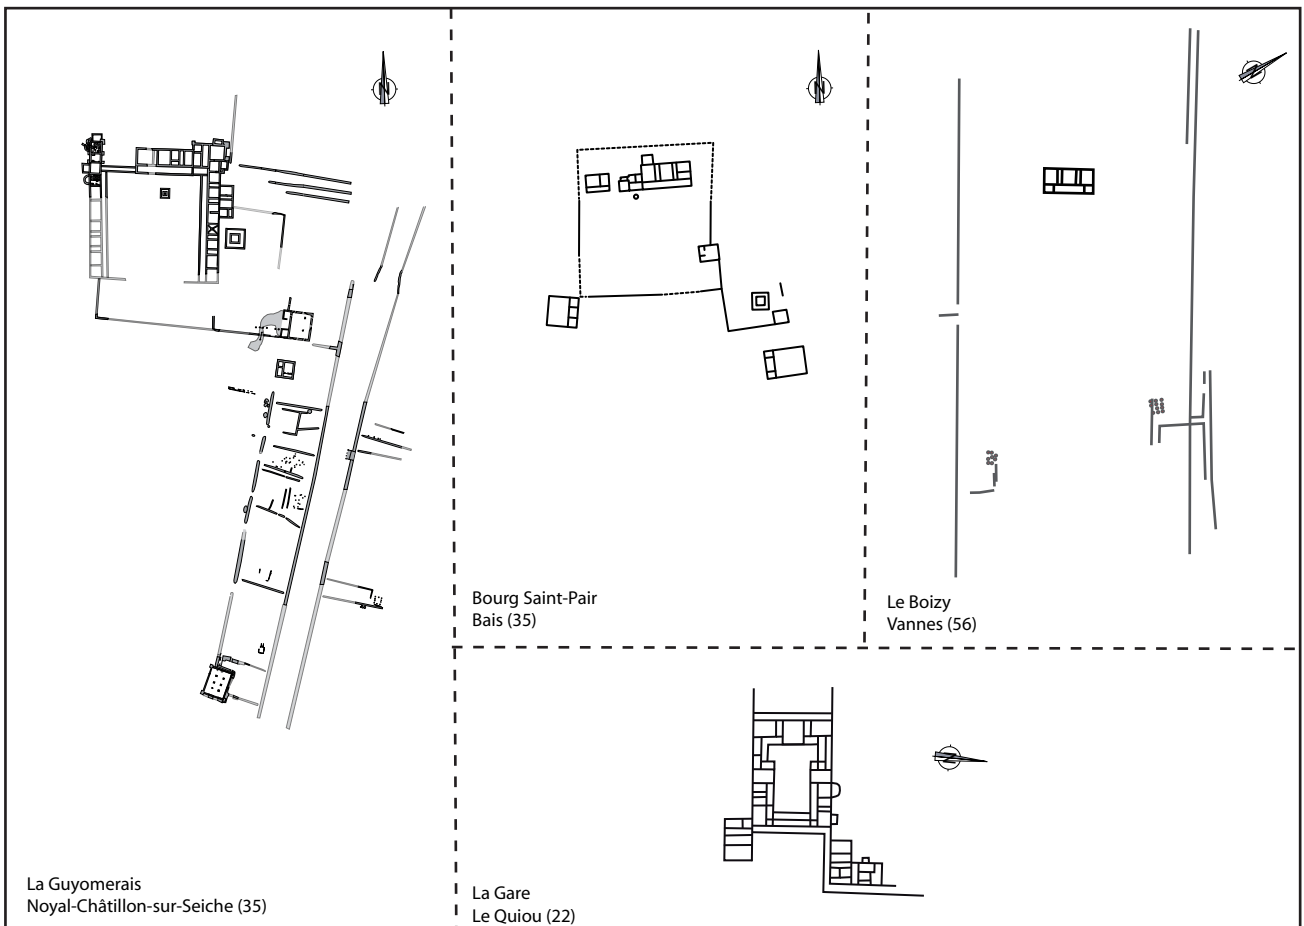 La Guyomerais
Noyal-Châtillon-sur-Seiche (35)
Bourg Saint-Pair
Bais (35)
Le Boizy
Vannes (56)
La Gare
Le Quiou (22)